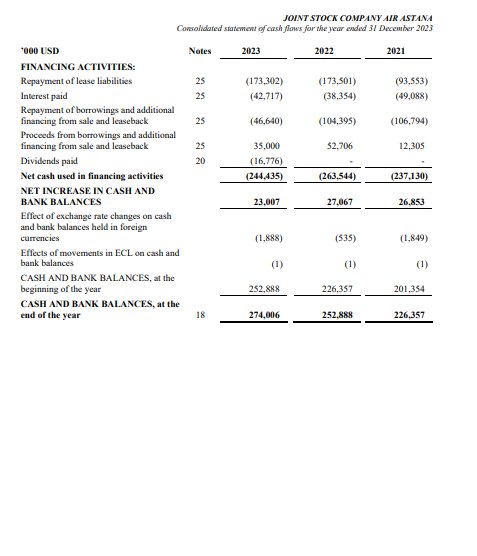 JOINT STOCK COMPANY AIR ASTANA
Consolidated statement of cash flows for the year ended 31 December 2023
'000 USD Notes 2023 2022 2021
FINANCING ACTIVITIES:
Repayment of lease liabilities 25 (173,302) (173,501) (93,553)
Interest paid 25 (42,717) (38,354) (49,088)
Repayment of borrowings and additional
financing from sale and leaseback 25 (46,640) (104,395) (106,794)
Proceeds from borrowings and additional
financing from sale and leaseback 25 35,000 52,706 12,305
Dividends paid 20 (16,776) - -
Net cash used in financing activities (244,435) (263,544) (237,130)
NET INCREASE IN CASH AND
BANK BALANCES 23,007 27,067 26,853
Effect of exchange rate changes on cash
and bank balances held in foreign
currencies (1,888) (535) (1,849)
Effects of movements in ECL on cash and
bank balances (1) (1) (1)
CASH AND BANK BALANCES, at the
beginning of the year 252,888 226,357 201,354
CASH AND BANK BALANCES, at the
end of the year 18 274,006 252,888 226,357